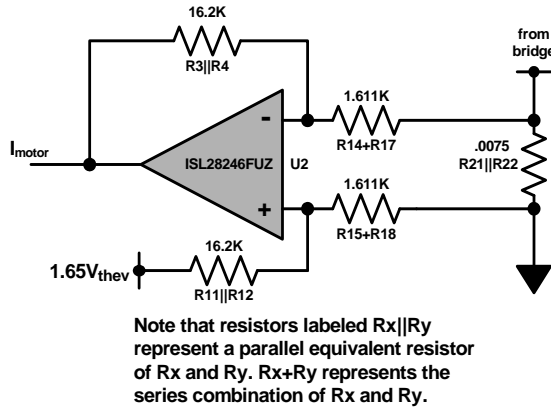 16.2K
R3||R4
from
bridge
1.611K
-
R14+R17
I motor
ISL28246FUZ
U2
.0075
R21||R22
1.611K
+
R15+R18
16.2K
1.65Vthev
R11||R12
Note that resistors labeled Rx||Ry
represent a parallel equivalent resistor
of Rx and Ry. Rx+Ry represents the
series combination of Rx and Ry.